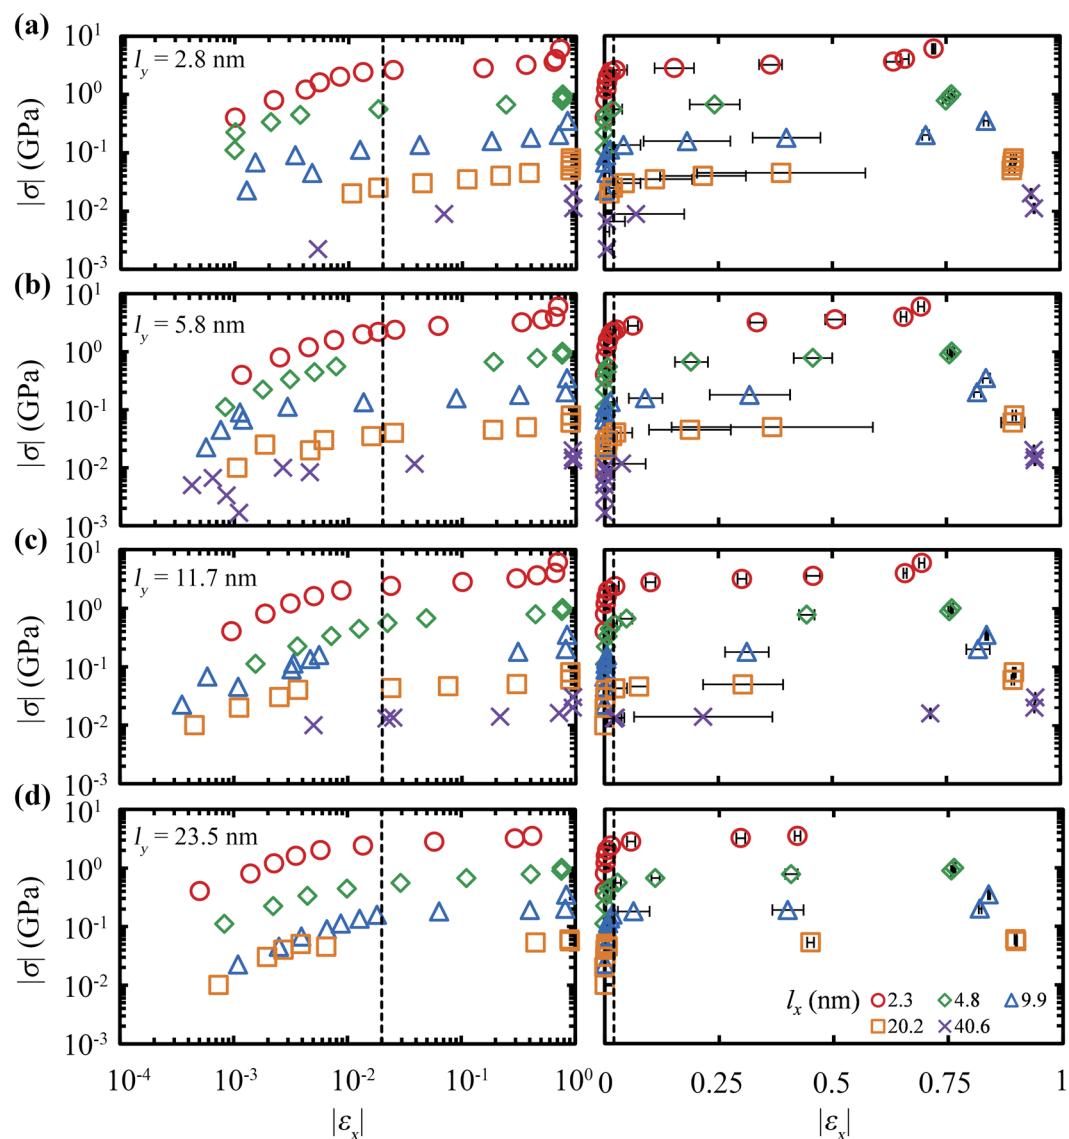 (a)
10¹
10⁰
10⁻¹
10⁻²
10⁻³
|σ| (GPa)
l_y = 2.8 nm
(b)
10¹
10⁰
10⁻¹
10⁻²
10⁻³
|σ| (GPa)
l_y = 5.8 nm
(c)
10¹
10⁰
10⁻¹
10⁻²
10⁻³
|σ| (GPa)
l_y = 11.7 nm
(d)
10¹
10⁰
10⁻¹
10⁻²
10⁻³
|σ| (GPa)
l_y = 23.5 nm
l_x (nm) 2.3 4.8 9.9
20.2 40.6
10⁻⁴ 10⁻³ 10⁻² 10⁻¹ 10⁰ 0 0.25 0.5 0.75 1
|ε_x| |ε_x|